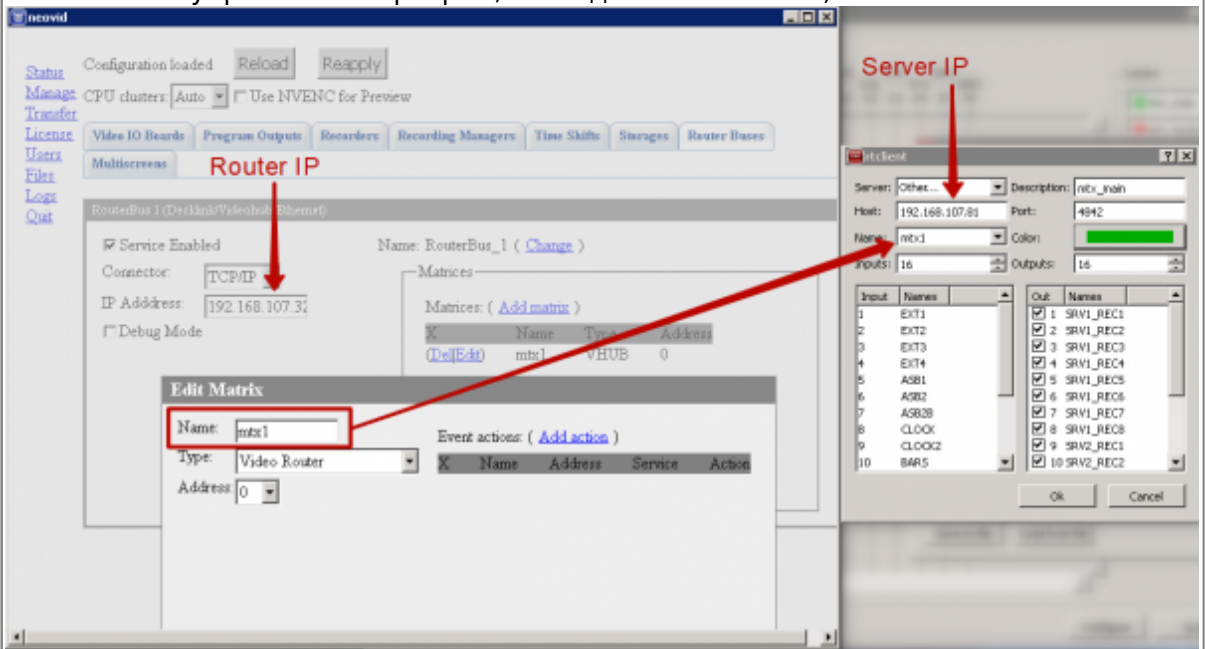 neovid
Configuration loaded Reload Reapply
CPU clusters: Auto Use NVENC for Preview
Status
Manage
Transfer
License
Users
Files
Logs
Quit
Video IO Boards Program Outputs Recorders Recording Managers Time Shifts Storages Router Buses
Multiscreens
Router IP
RouterBus 1 (Decklink/Videohub Ethernet)
Service Enabled Name: RouterBus_1 ( Change )
Connector: TCP/IP
IP Adddress: 192.168.107.32
Debug Mode
Matrices
Matrices: ( Add matrix )
X Name Type Address
(Del|Edit) mtx1 VHUB 0
Edit Matrix
Name: mtx1
Type: Video Router
Address: 0
Event actions: ( Add action )
X Name Address Service Action
Server IP
Server: Other... Description: mtx_main
Host: 192.168.107.81 Port: 4842
Name: mtx1 Color:
Inputs: 16 Outputs: 16
Input Names
1 EXT1
2 EXT2
3 EXT3
4 EXT4
5 ASB1
6 ASB2
7 ASB2B
8 CLOCK
9 CLOCK2
10 BARS
Out Names
1 SRV1_REC1
2 SRV1_REC2
3 SRV1_REC3
4 SRV1_REC4
5 SRV1_REC5
6 SRV1_REC6
7 SRV1_REC7
8 SRV1_REC8
9 SRV2_REC1
10 SRV2_REC2
Ok Cancel